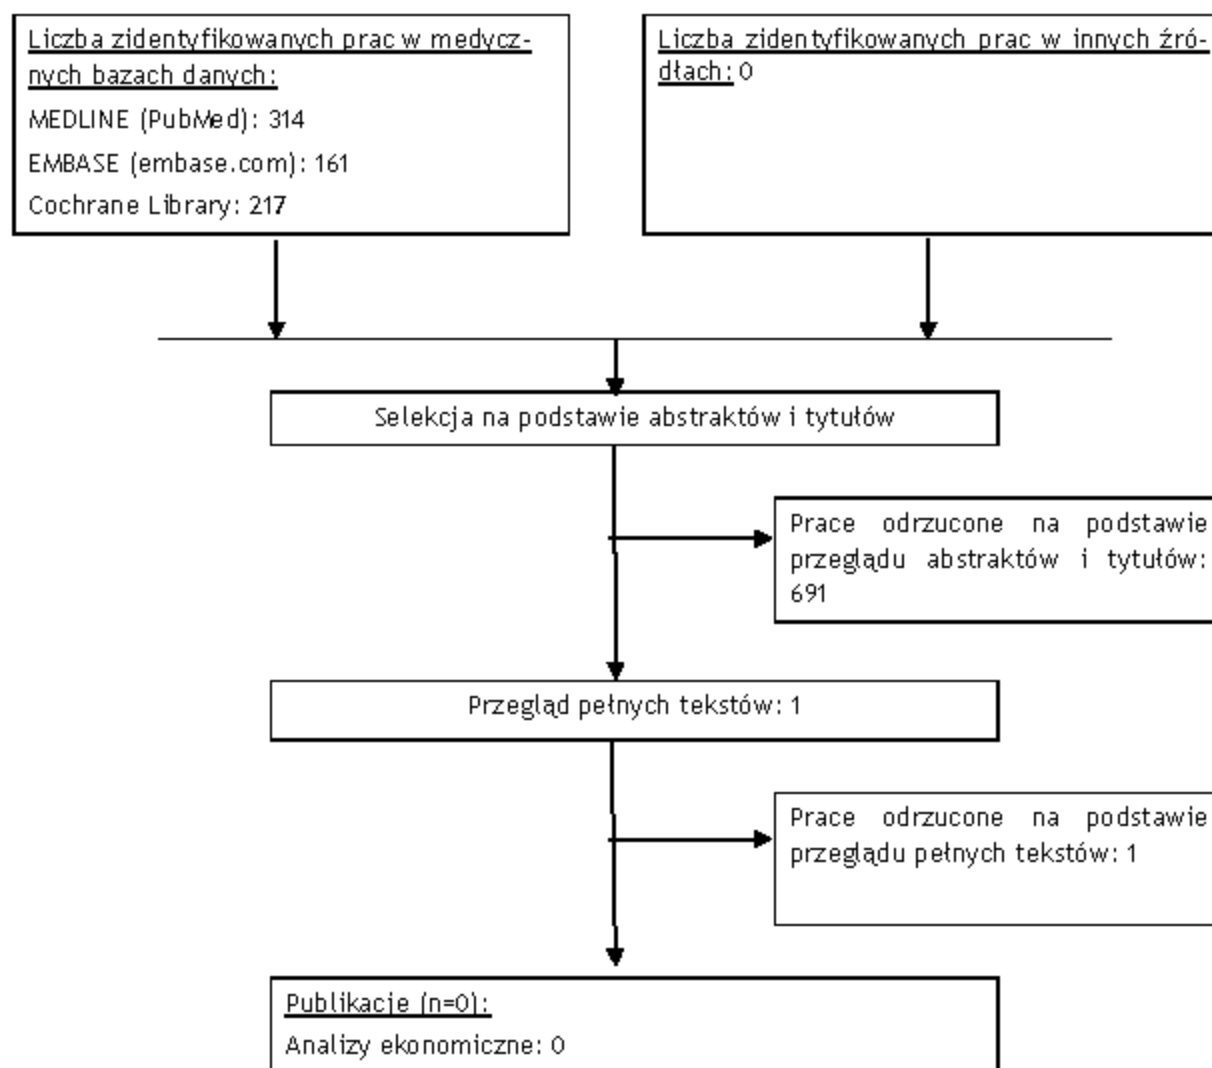 Liczba zidentyfikowanych prac w medycz-
nych bazach danych:
MEDLINE (PubMed): 314
EMBASE (embase.com): 161
Cochrane Library: 217
Liczba zidentyfikowanych prac w innych źró-
dłach: 0
Selekcja na podstawie abstraktów i tytułów
Prace odrzucone na podstawie
przeglądu abstraktów i tytułów:
691
Przegląd pełnych tekstów: 1
Prace odrzucone na podstawie
przeglądu pełnych tekstów: 1
Publikacje (n=0):
Analizy ekonomiczne: 0